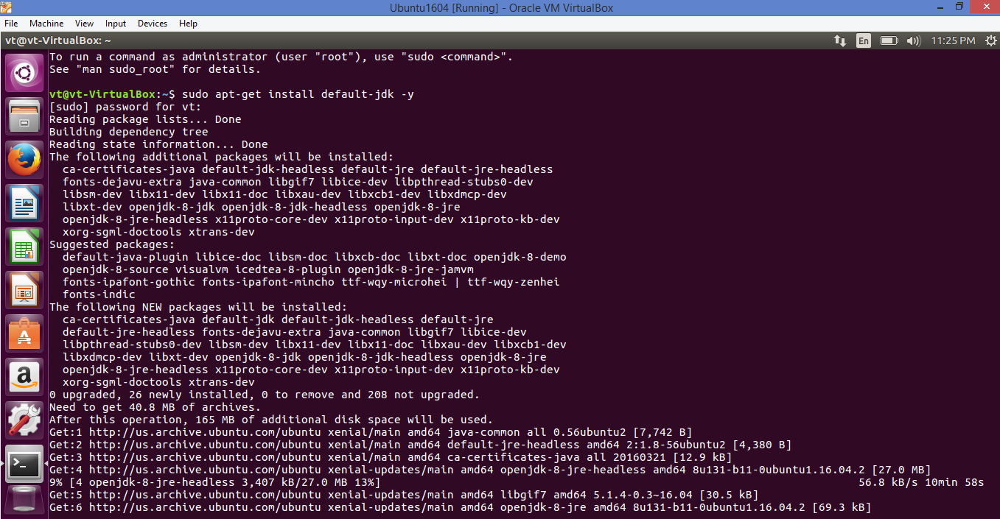 Ubuntu1604 [Running] - Oracle VM VirtualBox
File Machine View Input Devices Help
vt@vt-VirtualBox: ~ En 11:25 PM
To run a command as administrator (user "root"), use "sudo <command>".
See "man sudo_root" for details.
vt@vt-VirtualBox:~$ sudo apt-get install default-jdk -y
[sudo] password for vt:
Reading package lists... Done
Building dependency tree
Reading state information... Done
The following additional packages will be installed:
ca-certificates-java default-jdk-headless default-jre default-jre-headless
fonts-dejavu-extra java-common libgif7 libice-dev libpthread-stubs0-dev
libsm-dev libx11-dev libx11-doc libxau-dev libxcb1-dev libxdmcp-dev
libxt-dev openjdk-8-jdk openjdk-8-jdk-headless openjdk-8-jre
openjdk-8-jre-headless x11proto-core-dev x11proto-input-dev x11proto-kb-dev
xorg-sgml-doctools xtrans-dev
Suggested packages:
default-java-plugin libice-doc libsm-doc libxcb-doc libxt-doc openjdk-8-demo
openjdk-8-source visualvm icedtea-8-plugin openjdk-8-jre-jamvm
fonts-ipafont-gothic fonts-ipafont-mincho ttf-wqy-microhei | ttf-wqy-zenhei
fonts-indic
The following NEW packages will be installed:
ca-certificates-java default-jdk default-jdk-headless default-jre
default-jre-headless fonts-dejavu-extra java-common libgif7 libice-dev
libpthread-stubs0-dev libsm-dev libx11-dev libx11-doc libxau-dev libxcb1-dev
libxdmcp-dev libxt-dev openjdk-8-jdk openjdk-8-jdk-headless openjdk-8-jre
openjdk-8-jre-headless x11proto-core-dev x11proto-input-dev x11proto-kb-dev
xorg-sgml-doctools xtrans-dev
0 upgraded, 26 newly installed, 0 to remove and 208 not upgraded.
Need to get 40.8 MB of archives.
After this operation, 165 MB of additional disk space will be used.
Get:1 http://us.archive.ubuntu.com/ubuntu xenial/main amd64 java-common all 0.56ubuntu2 [7,742 B]
Get:2 http://us.archive.ubuntu.com/ubuntu xenial/main amd64 default-jre-headless amd64 2:1.8-56ubuntu2 [4,380 B]
Get:3 http://us.archive.ubuntu.com/ubuntu xenial/main amd64 ca-certificates-java all 20160321 [12.9 kB]
Get:4 http://us.archive.ubuntu.com/ubuntu xenial-updates/main amd64 openjdk-8-jre-headless amd64 8u131-b11-0ubuntu1.16.04.2 [27.0 MB]
9% [4 openjdk-8-jre-headless 3,407 kB/27.0 MB 13%] 56.8 kB/s 10min 58s
Get:5 http://us.archive.ubuntu.com/ubuntu xenial-updates/main amd64 libgif7 amd64 5.1.4-0.3~16.04 [30.5 kB]
Get:6 http://us.archive.ubuntu.com/ubuntu xenial-updates/main amd64 openjdk-8-jre amd64 8u131-b11-0ubuntu1.16.04.2 [69.3 kB]